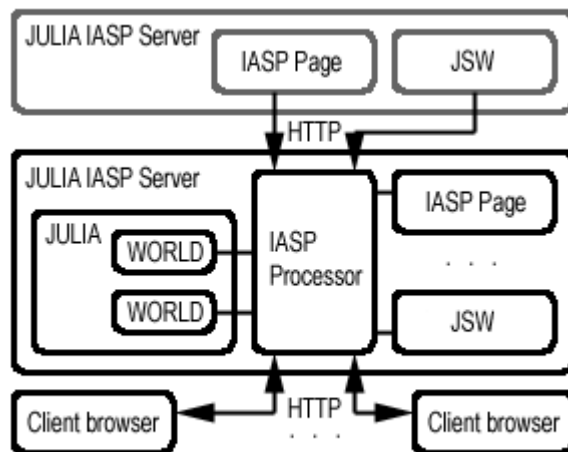 JULIA IASP Server
IASP Page
JSW
HTTP
JULIA IASP Server
JULIA
WORLD
WORLD
IASP
Processor
IASP Page
. . .
JSW
Client browser
HTTP
. . .
Client browser